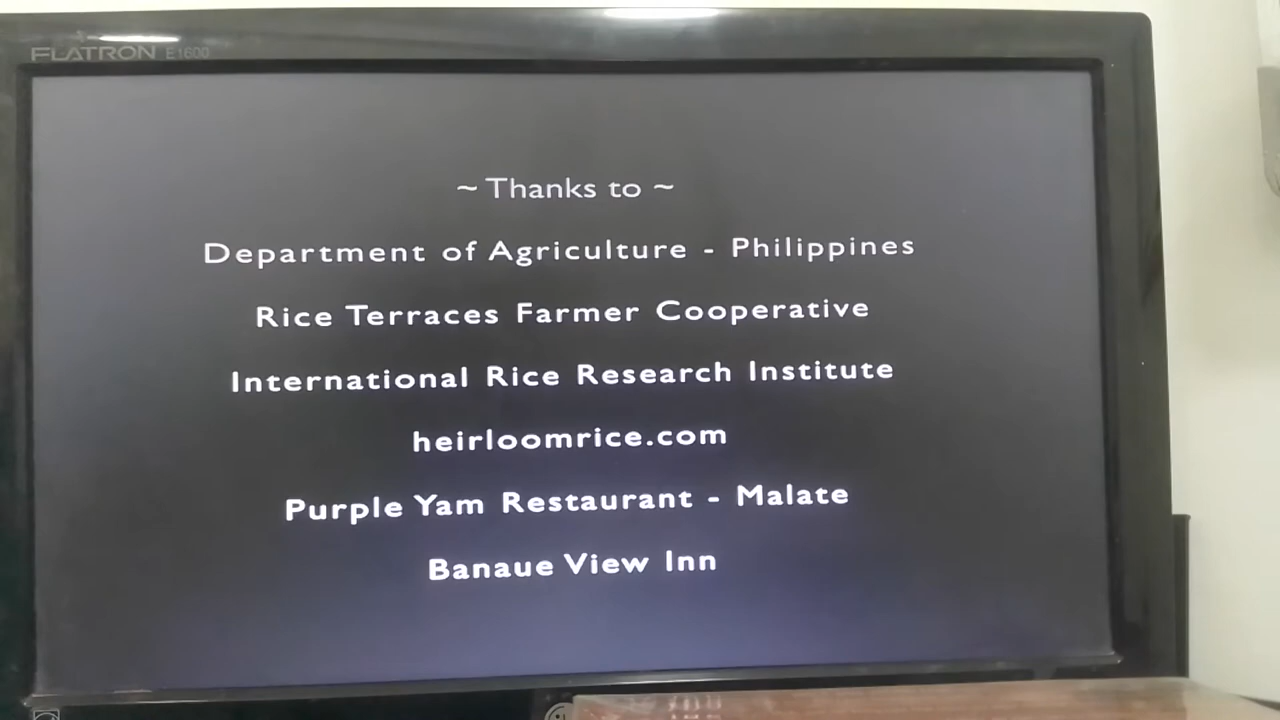 FLATRON E1600
~ Thanks to ~
Department of Agriculture - Philippines
Rice Terraces Farmer Cooperative
International Rice Research Institute
heirloomrice.com
Purple Yam Restaurant - Malate
Banaue View Inn